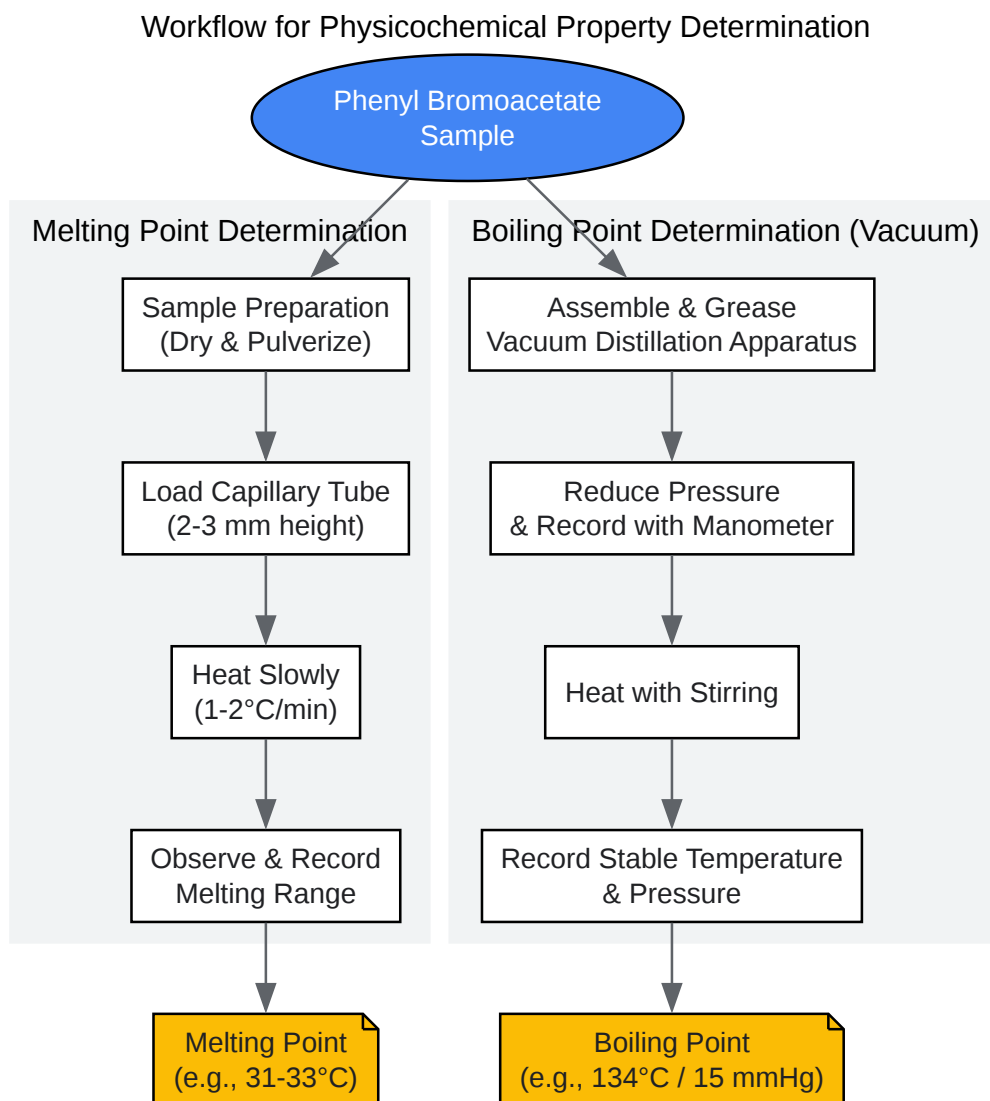 Workflow for Physicochemical Property Determination
Phenyl Bromoacetate
Sample
Melting Point Determination
Sample Preparation
(Dry & Pulverize)
Load Capillary Tube
(2-3 mm height)
Heat Slowly
(1-2°C/min)
Observe & Record
Melting Range
Melting Point
(e.g., 31-33°C)
Boiling Point Determination (Vacuum)
Assemble & Grease
Vacuum Distillation Apparatus
Reduce Pressure
& Record with Manometer
Heat with Stirring
Record Stable Temperature
& Pressure
Boiling Point
(e.g., 134°C / 15 mmHg)